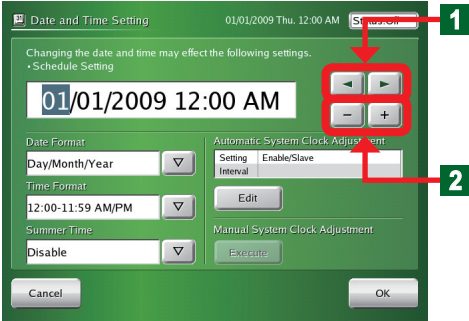 31 Date and Time Setting 01/01/2009 Thu. 12:00 AM Status:Off
1
Changing the date and time may effect the following settings.
• Schedule Setting
◄ ►
01/01/2009 12:00 AM
− +
Date Format
Automatic System Clock Adjustment
Day/Month/Year ▽
Setting Enable/Slave
Interval
2
Time Format
12:00-11:59 AM/PM ▽
Edit
Summer Time
Manual System Clock Adjustment
Disable ▽
Execute
Cancel OK